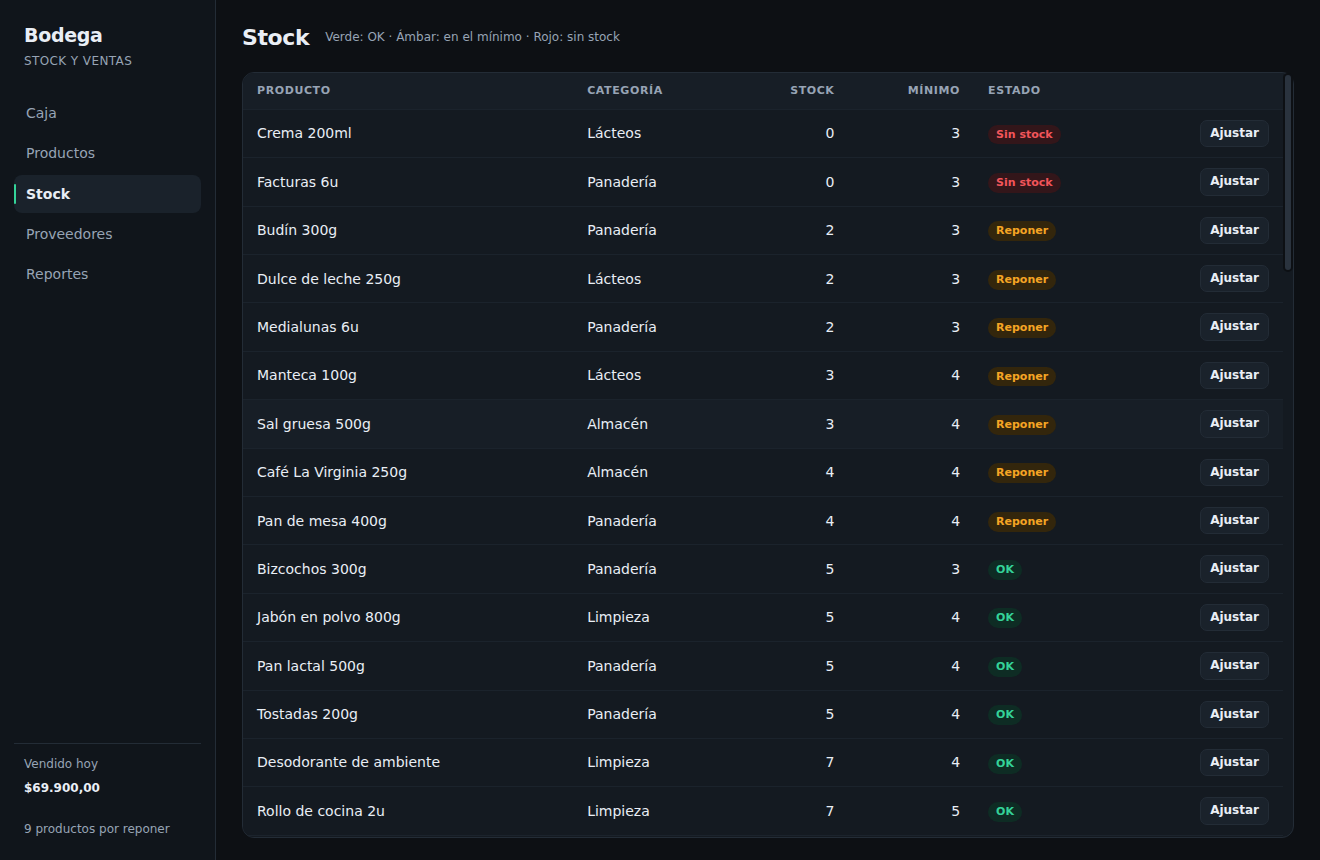 Bodega
STOCK Y VENTAS
Caja
Productos
Stock
Proveedores
Reportes
Vendido hoy
$69.900,00
9 productos por reponer
Stock Verde: OK · Ámbar: en el mínimo · Rojo: sin stock
PRODUCTO CATEGORÍA STOCK MÍNIMO ESTADO
Crema 200ml Lácteos 0 3 Sin stock Ajustar
Facturas 6u Panadería 0 3 Sin stock Ajustar
Budín 300g Panadería 2 3 Reponer Ajustar
Dulce de leche 250g Lácteos 2 3 Reponer Ajustar
Medialunas 6u Panadería 2 3 Reponer Ajustar
Manteca 100g Lácteos 3 4 Reponer Ajustar
Sal gruesa 500g Almacén 3 4 Reponer Ajustar
Café La Virginia 250g Almacén 4 4 Reponer Ajustar
Pan de mesa 400g Panadería 4 4 Reponer Ajustar
Bizcochos 300g Panadería 5 3 OK Ajustar
Jabón en polvo 800g Limpieza 5 4 OK Ajustar
Pan lactal 500g Panadería 5 4 OK Ajustar
Tostadas 200g Panadería 5 4 OK Ajustar
Desodorante de ambiente Limpieza 7 4 OK Ajustar
Rollo de cocina 2u Limpieza 7 5 OK Ajustar